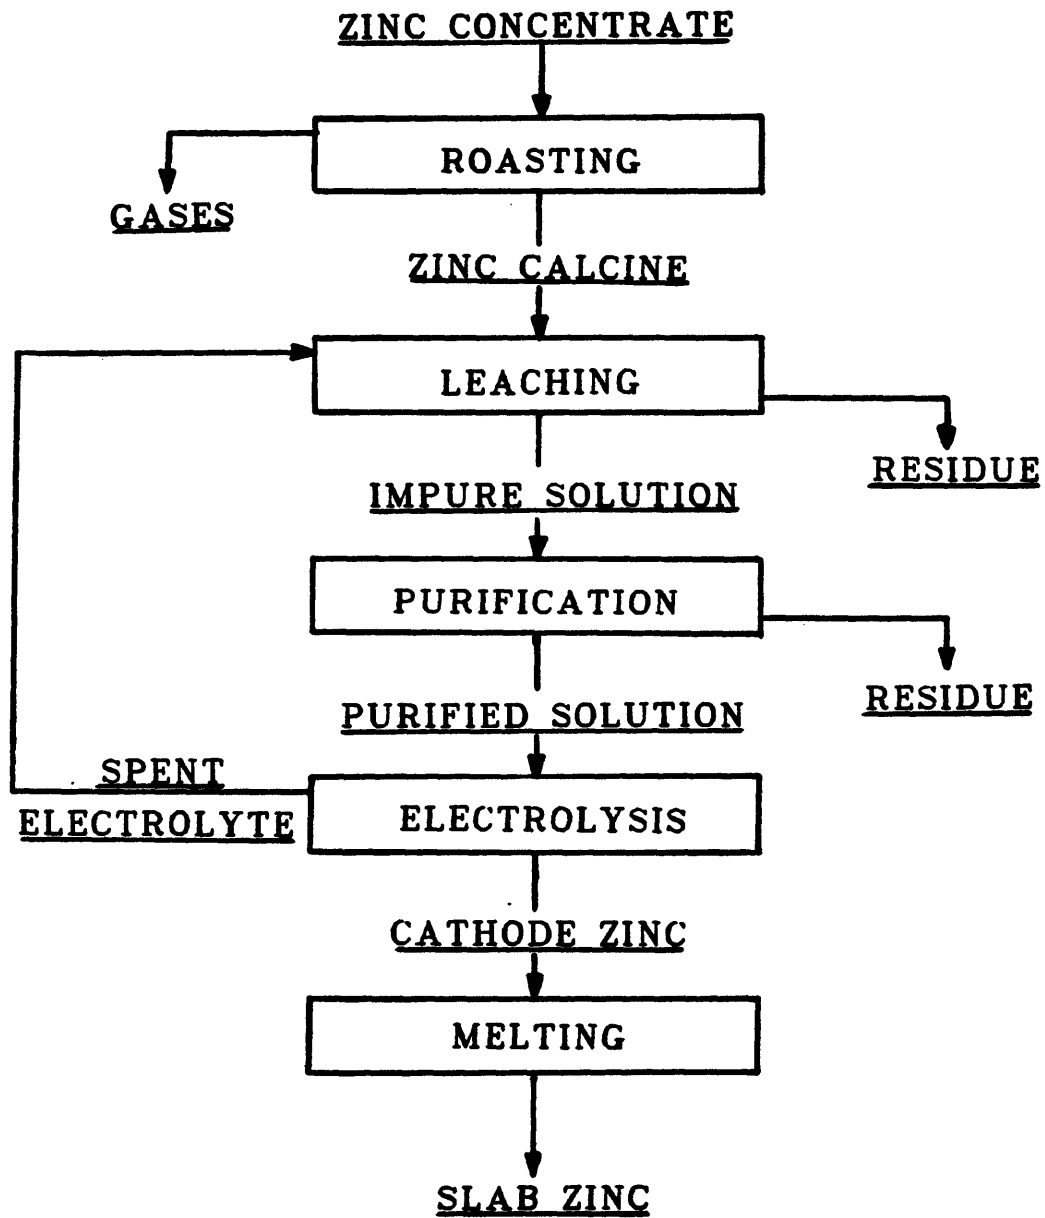 ZINC CONCENTRATE
ROASTING
GASES
ZINC CALCINE
LEACHING
RESIDUE
IMPURE SOLUTION
PURIFICATION
RESIDUE
PURIFIED SOLUTION
SPENT
ELECTROLYTE
ELECTROLYSIS
CATHODE ZINC
MELTING
SLAB ZINC